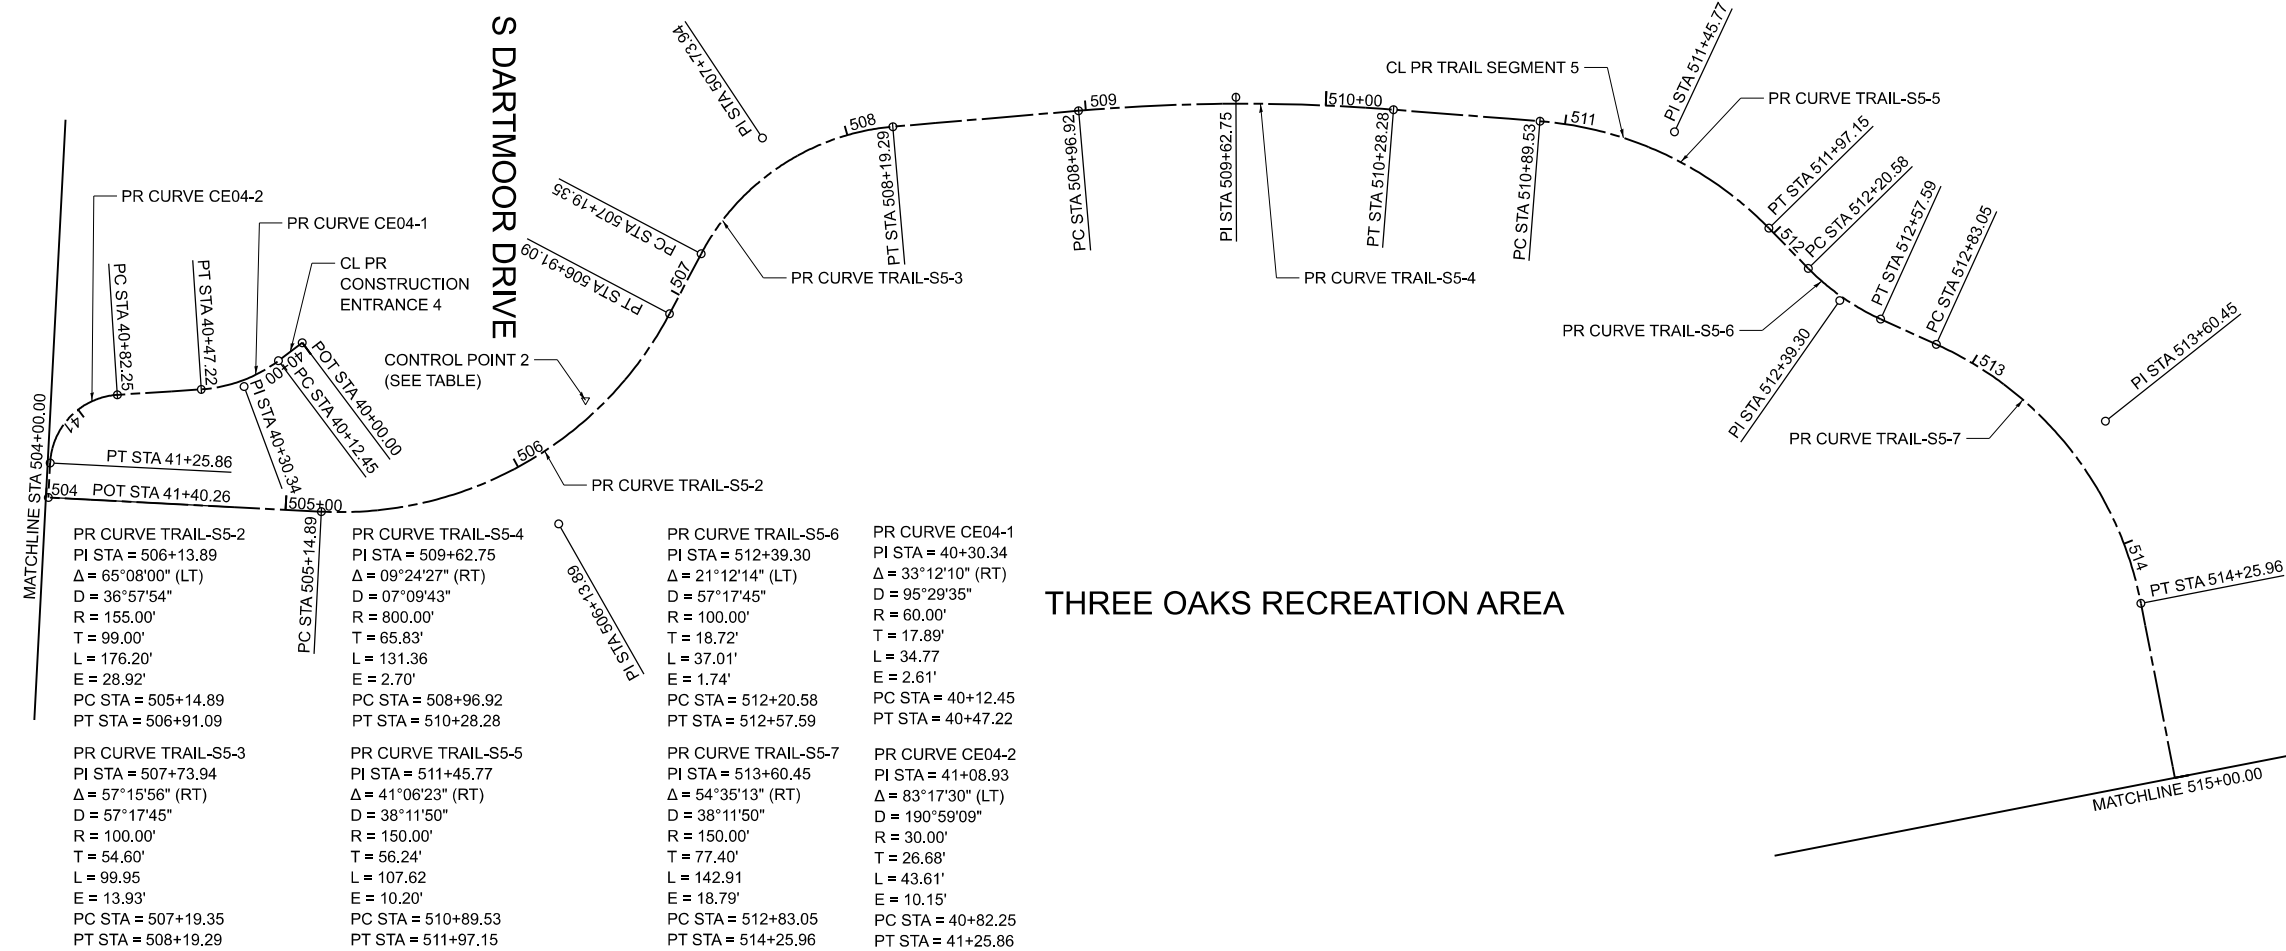 S DARTMOOR DRIVE
PI STA 507+73.94
CL PR TRAIL SEGMENT 5
PI STA 511+45.77
PR CURVE TRAIL-S5-5
508
509
510+00
511
PT STA 511+97.15
PT STA 508+19.29
PC STA 508+96.92
PI STA 509+62.75
PT STA 510+28.28
PC STA 510+89.53
512
PC STA 512+20.58
PT STA 512+57.59
PC STA 512+83.05
PR CURVE CE04-2
PR CURVE CE04-1
PC STA 507+19.35
PT STA 506+91.09
507
PR CURVE TRAIL-S5-3
PR CURVE TRAIL-S5-4
CL PR
CONSTRUCTION
ENTRANCE 4
PC STA 40+82.25
PT STA 40+47.22
PR CURVE TRAIL-S5-6
PI STA 512+39.30
513
PI STA 513+60.45
CONTROL POINT 2
(SEE TABLE)
40+00
POT STA 40+00.00
PC STA 40+12.45
PI STA 40+30.34
41
PR CURVE TRAIL-S5-7
MATCHLINE STA 504+00.00
PT STA 41+25.86
506
504
POT STA 41+40.26
505+00
PR CURVE TRAIL-S5-2
PC STA 505+14.89
PI STA 506+13.89
514
PT STA 514+25.96
MATCHLINE 515+00.00
THREE OAKS RECREATION AREA
PR CURVE TRAIL-S5-2
PI STA = 506+13.89
Δ = 65°08'00" (LT)
D = 36°57'54"
R = 155.00'
T = 99.00'
L = 176.20'
E = 28.92'
PC STA = 505+14.89
PT STA = 506+91.09
PR CURVE TRAIL-S5-3
PI STA = 507+73.94
Δ = 57°15'56" (RT)
D = 57°17'45"
R = 100.00'
T = 54.60'
L = 99.95
E = 13.93'
PC STA = 507+19.35
PT STA = 508+19.29
PR CURVE TRAIL-S5-4
PI STA = 509+62.75
Δ = 09°24'27" (RT)
D = 07°09'43"
R = 800.00'
T = 65.83'
L = 131.36
E = 2.70'
PC STA = 508+96.92
PT STA = 510+28.28
PR CURVE TRAIL-S5-5
PI STA = 511+45.77
Δ = 41°06'23" (RT)
D = 38°11'50"
R = 150.00'
T = 56.24'
L = 107.62
E = 10.20'
PC STA = 510+89.53
PT STA = 511+97.15
PR CURVE TRAIL-S5-6
PI STA = 512+39.30
Δ = 21°12'14" (LT)
D = 57°17'45"
R = 100.00'
T = 18.72'
L = 37.01'
E = 1.74'
PC STA = 512+20.58
PT STA = 512+57.59
PR CURVE TRAIL-S5-7
PI STA = 513+60.45
Δ = 54°35'13" (RT)
D = 38°11'50"
R = 150.00'
T = 77.40'
L = 142.91
E = 18.79'
PC STA = 512+83.05
PT STA = 514+25.96
PR CURVE CE04-1
PI STA = 40+30.34
Δ = 33°12'10" (RT)
D = 95°29'35"
R = 60.00'
T = 17.89'
L = 34.77
E = 2.61'
PC STA = 40+12.45
PT STA = 40+47.22
PR CURVE CE04-2
PI STA = 41+08.93
Δ = 83°17'30" (LT)
D = 190°59'09"
R = 30.00'
T = 26.68'
L = 43.61'
E = 10.15'
PC STA = 40+82.25
PT STA = 41+25.86